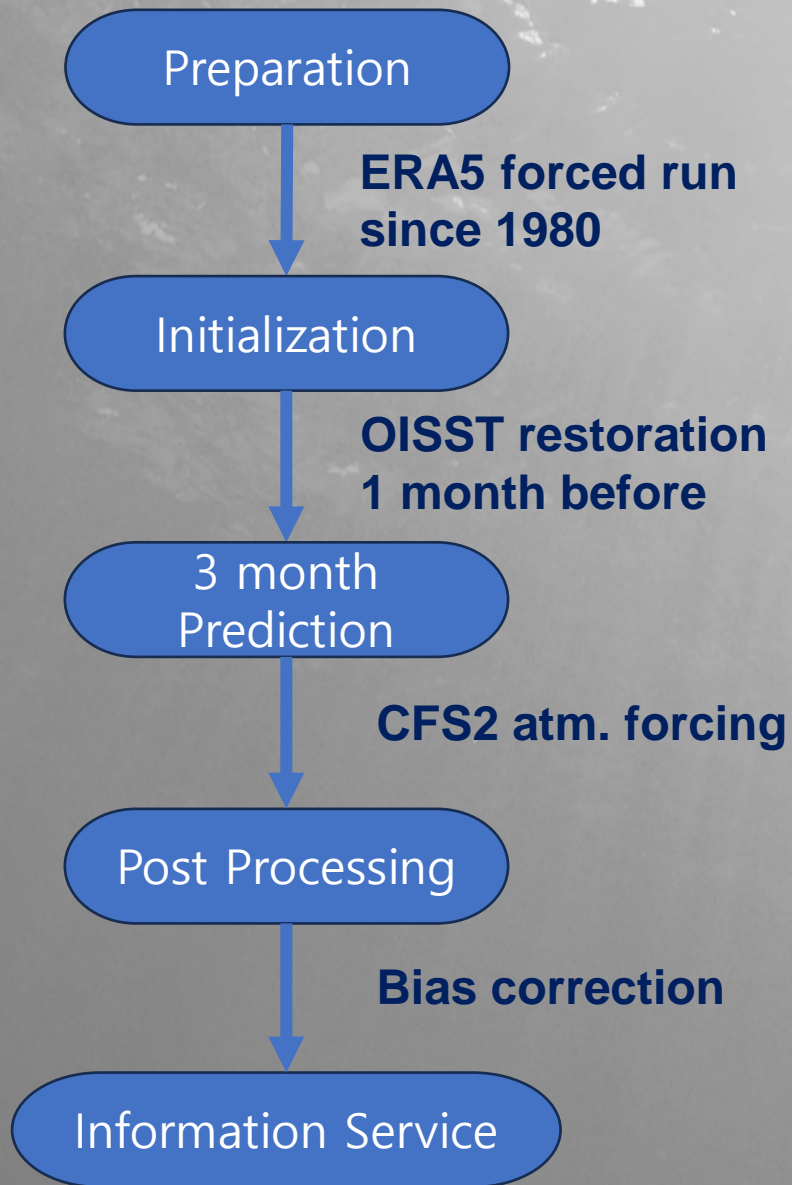 Preparation
ERA5 forced run
since 1980
Initialization
OISST restoration
1 month before
3 month
Prediction
CFS2 atm. forcing
Post Processing
Bias correction
Information Service